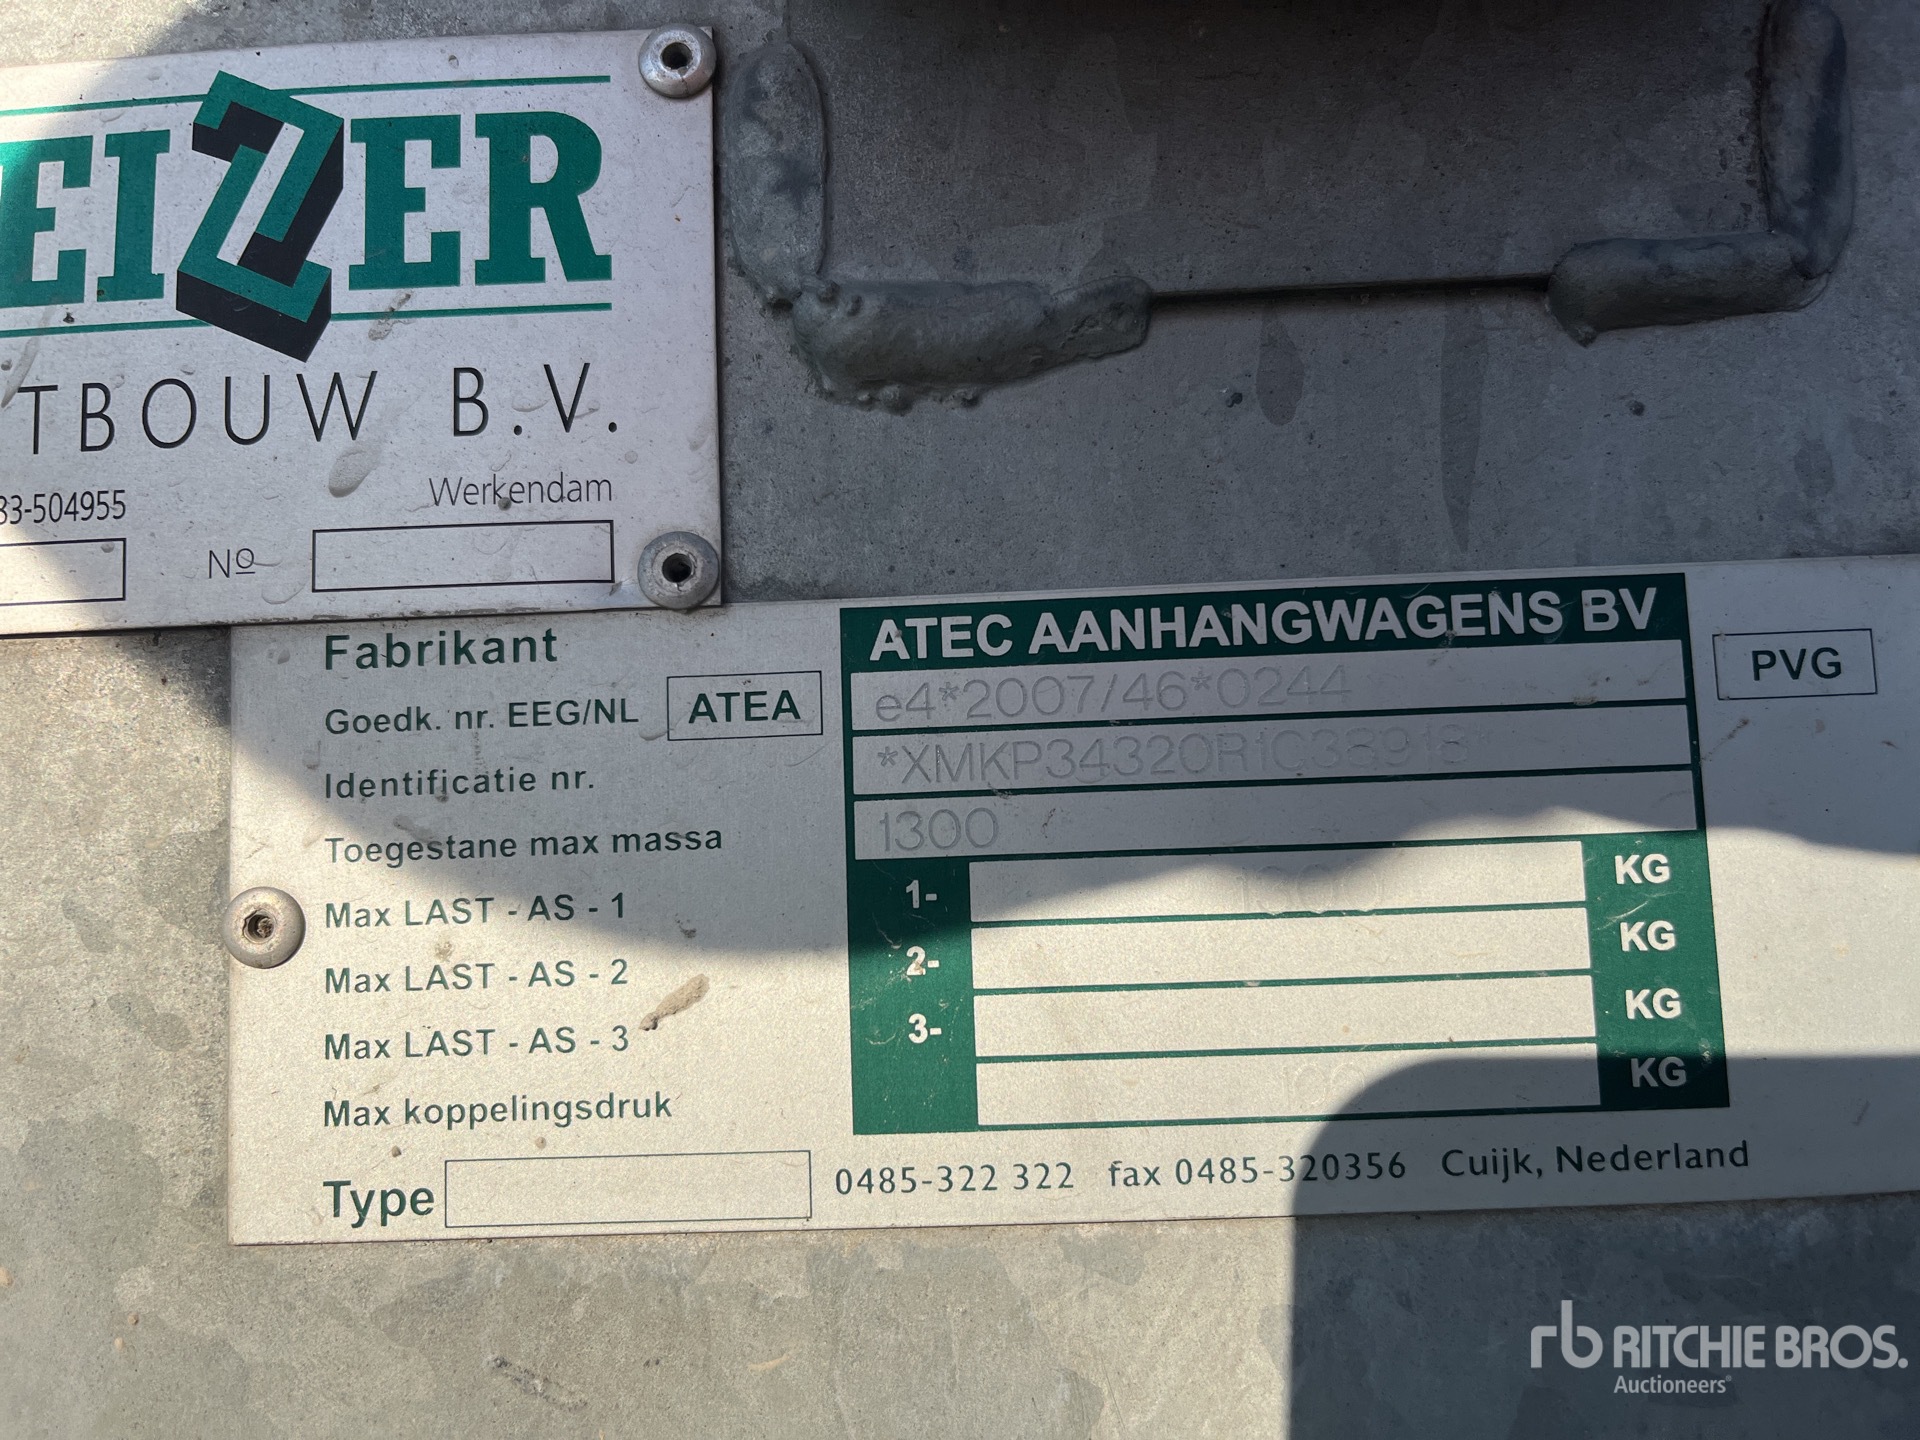 EIZER
TBOUW B.V.
33-504955
Werkendam
Nº
Fabrikant
ATEC AANHANGWAGENS BV
Goedk. nr. EEG/NL
ATEA
e4*2007/46*0244
PVG
Identificatie nr.
*XMKP34320R1C38918*
Toegestane max massa
1300
Max LAST - AS - 1
1-
1300
KG
Max LAST - AS - 2
2-
KG
Max LAST - AS - 3
3-
KG
Max koppelingsdruk
KG
Type
0485-322 322 fax 0485-320356 Cuijk, Nederland
rb RITCHIE BROS.
Auctioneers